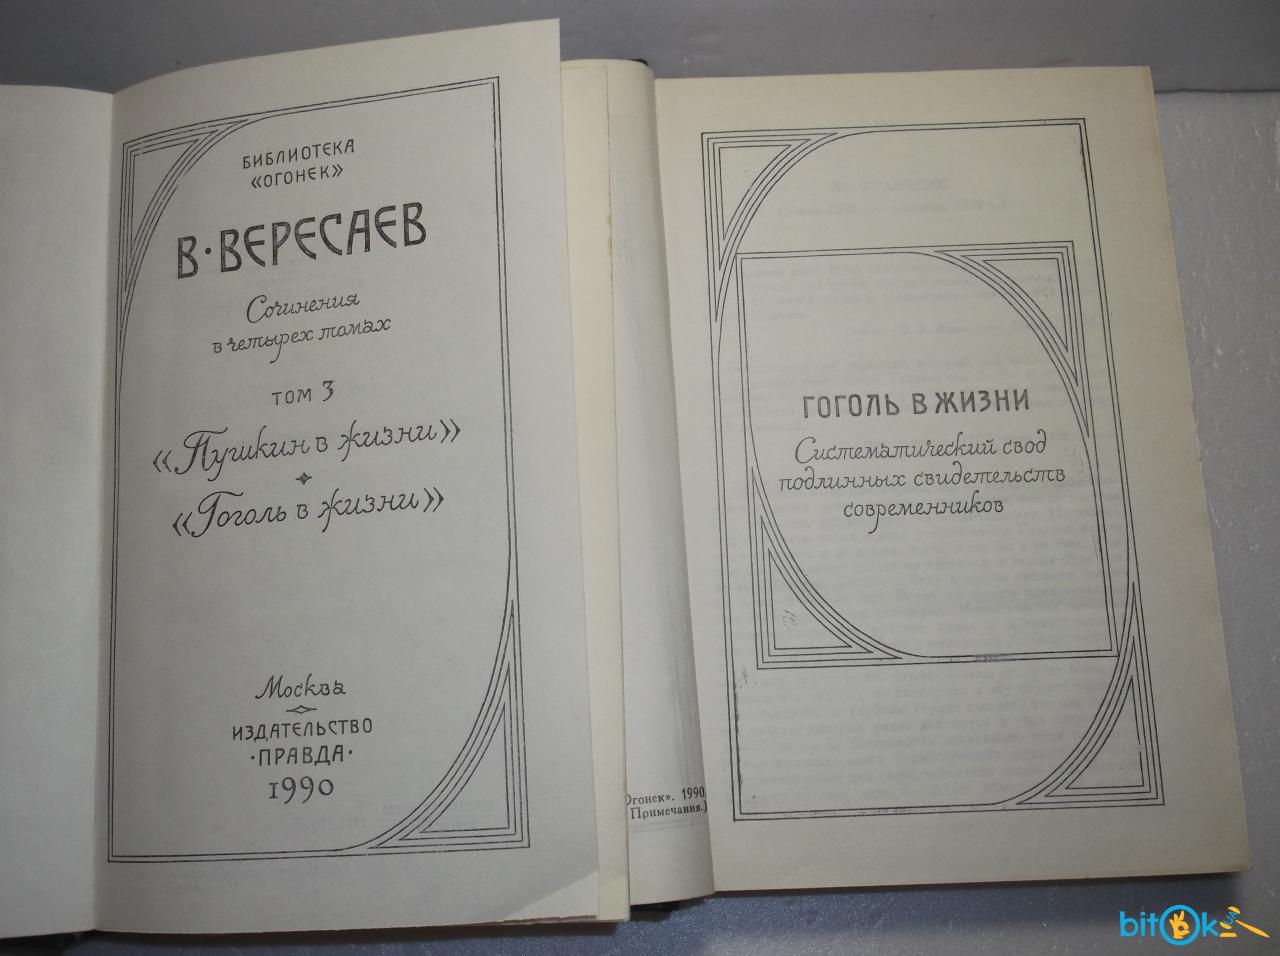 БИБЛИОТЕКА
«ОГОНЕК»
В·ВЕРЕСАЕВ
Сочинения
в четырех томах
ТОМ 3
«Пушкин в жизни»
«Гоголь в жизни»
Москва
ИЗДАТЕЛЬСТВО
·ПРАВДА·
1990
Огонек». 1990.
Примечания.)
ГОГОЛЬ В ЖИЗНИ
Систематический свод
подлинных свидетельств
современников
bitOk